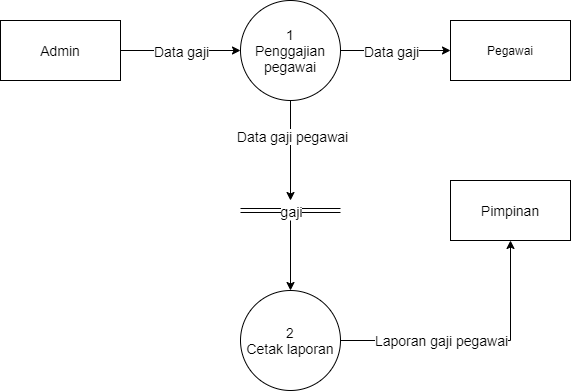 Admin
Data gaji
1
Penggajian
pegawai
Data gaji
Pegawai
Data gaji pegawai
gaji
Pimpinan
2
Cetak laporan
Laporan gaji pegawai